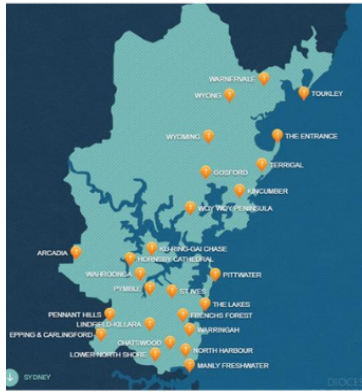 WARNERVALE
WYONG
TOUKLEY
WYOMING
THE ENTRANCE
TERRIGAL
GOSFORD
KINCUMBER
WOY WOY PENINSULA
KU-RING-GAI CHASE
ARCADIA
HORNSBY CATHEDRAL
WAHROONGA
PITTWATER
PYMBLE
ST IVES
THE LAKES
PENNANT HILLS
FRENCHS FOREST
LINDFIELD-KILLARA
WARRINGAH
EPPING & CARLINGFORD
CHATSWOOD
NORTH HARBOUR
LOWER NORTH SHORE
MANLY FRESHWATER
SYDNEY